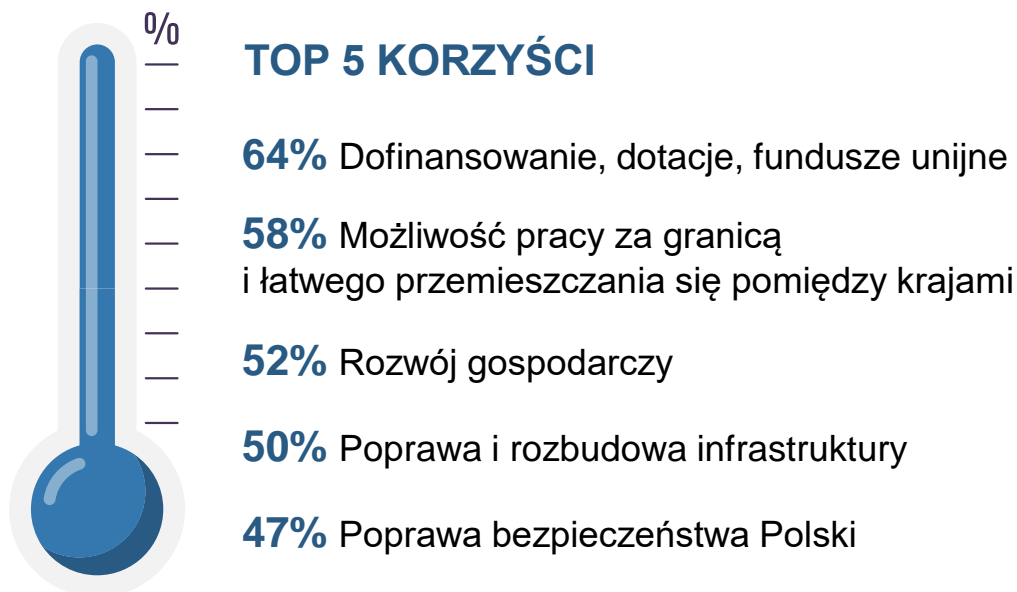 %
TOP 5 KORZYŚCI
64% Dofinansowanie, dotacje, fundusze unijne
58% Możliwość pracy za granicą
i łatwego przemieszczania się pomiędzy krajami
52% Rozwój gospodarczy
50% Poprawa i rozbudowa infrastruktury
47% Poprawa bezpieczeństwa Polski